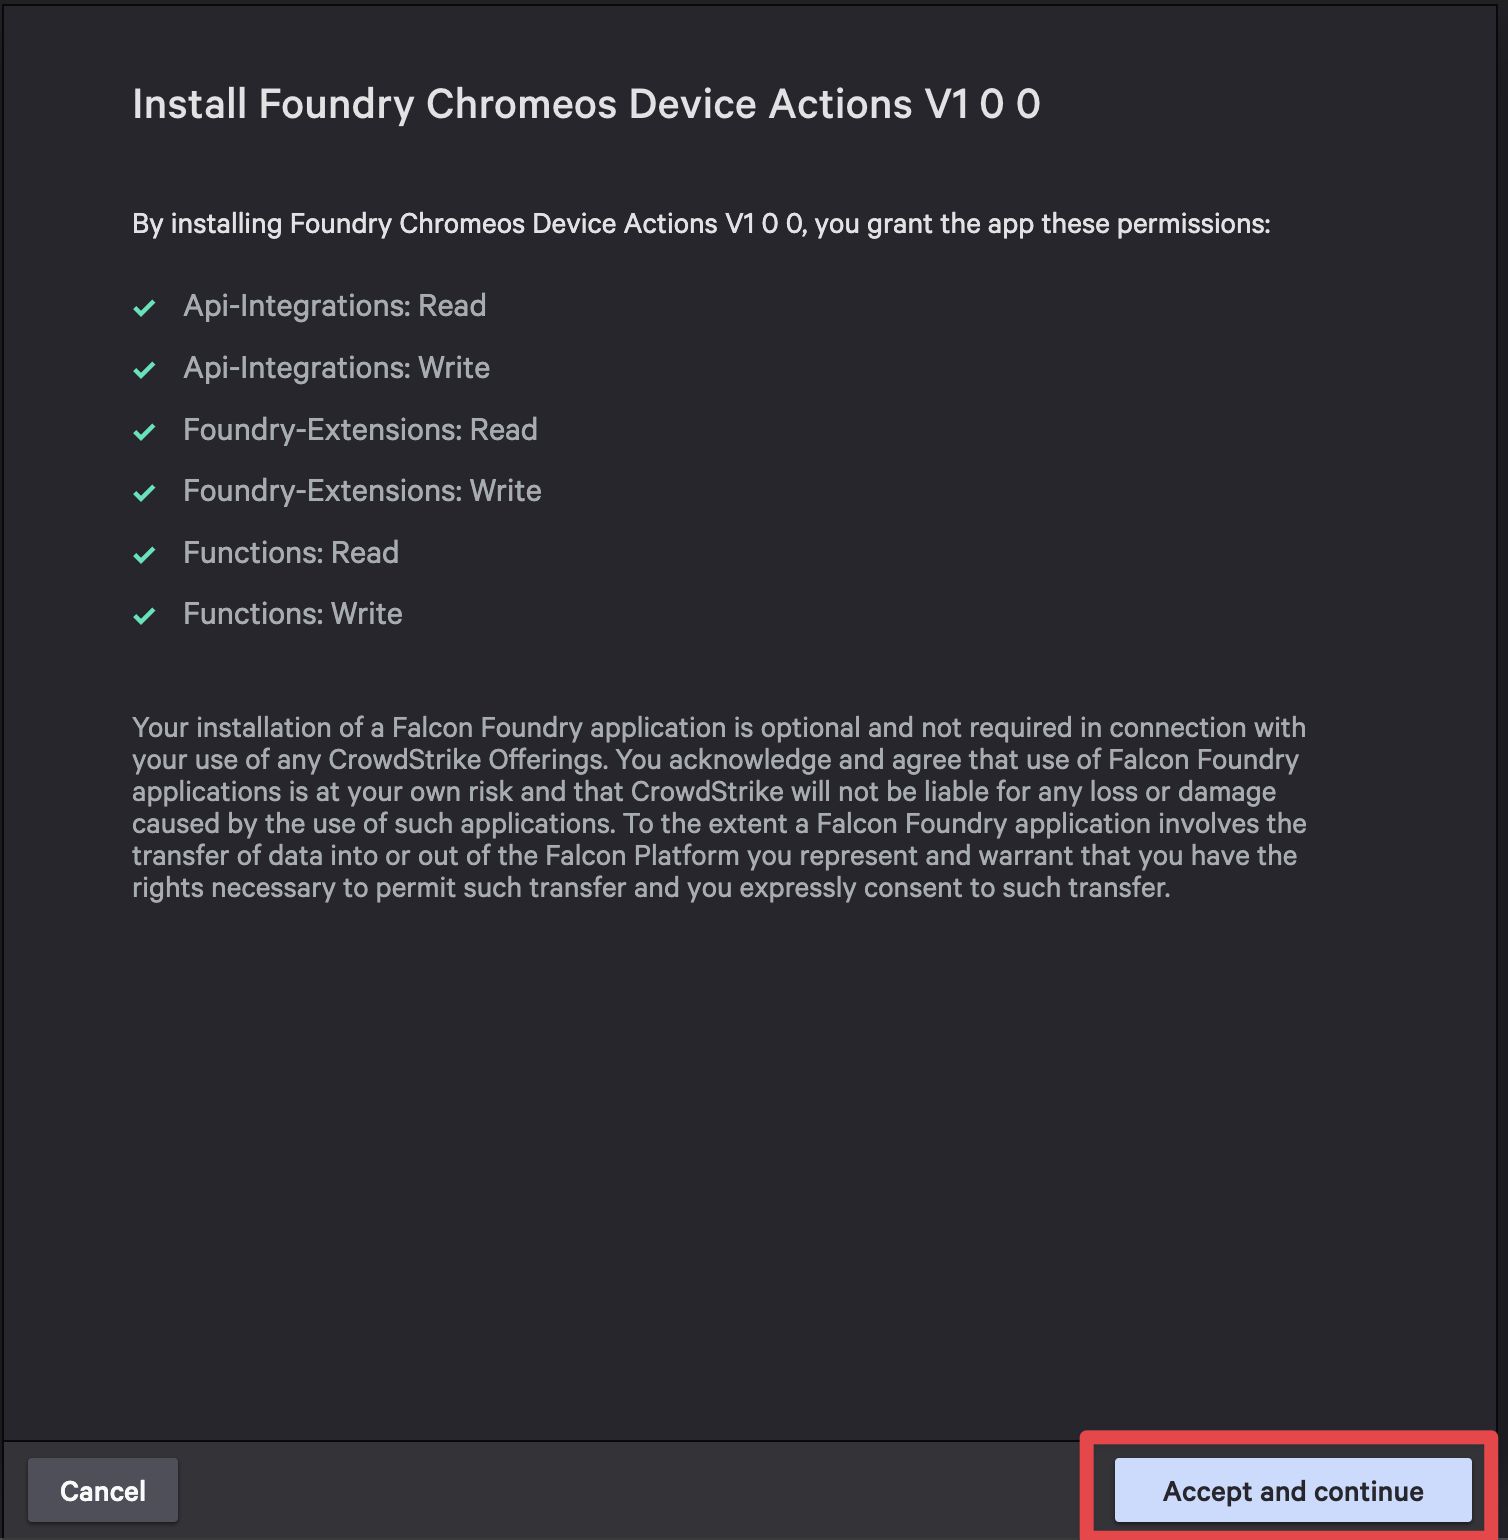 Install Foundry Chromeos Device Actions V1 0 0
By installing Foundry Chromeos Device Actions V1 0 0, you grant the app these permissions:
Api-Integrations: Read
Api-Integrations: Write
Foundry-Extensions: Read
Foundry-Extensions: Write
Functions: Read
Functions: Write
Your installation of a Falcon Foundry application is optional and not required in connection with
your use of any CrowdStrike Offerings. You acknowledge and agree that use of Falcon Foundry
applications is at your own risk and that CrowdStrike will not be liable for any loss or damage
caused by the use of such applications. To the extent a Falcon Foundry application involves the
transfer of data into or out of the Falcon Platform you represent and warrant that you have the
rights necessary to permit such transfer and you expressly consent to such transfer.
Cancel
Accept and continue